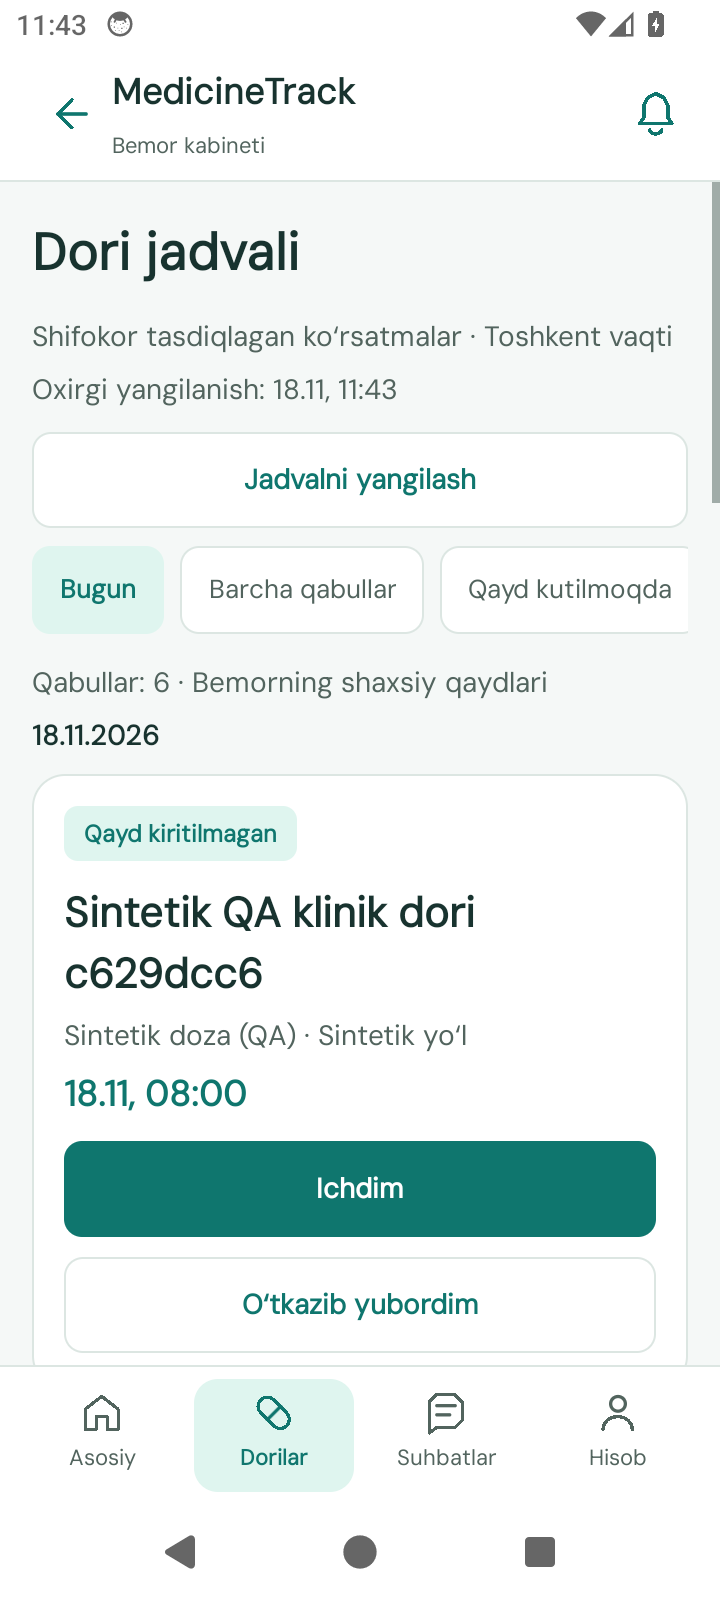 11:43
MedicineTrack
Bemor kabineti
Dori jadvali
Shifokor tasdiqlagan ko‘rsatmalar · Toshkent vaqti
Oxirgi yangilanish: 18.11, 11:43
Jadvalni yangilash
Bugun
Barcha qabullar
Qayd kutilmoqda
Qabullar: 6 · Bemorning shaxsiy qaydlari
18.11.2026
Qayd kiritilmagan
Sintetik QA klinik dori
c629dcc6
Sintetik doza (QA) · Sintetik yo‘l
18.11, 08:00
Ichdim
O‘tkazib yubordim
Asosiy
Dorilar
Suhbatlar
Hisob